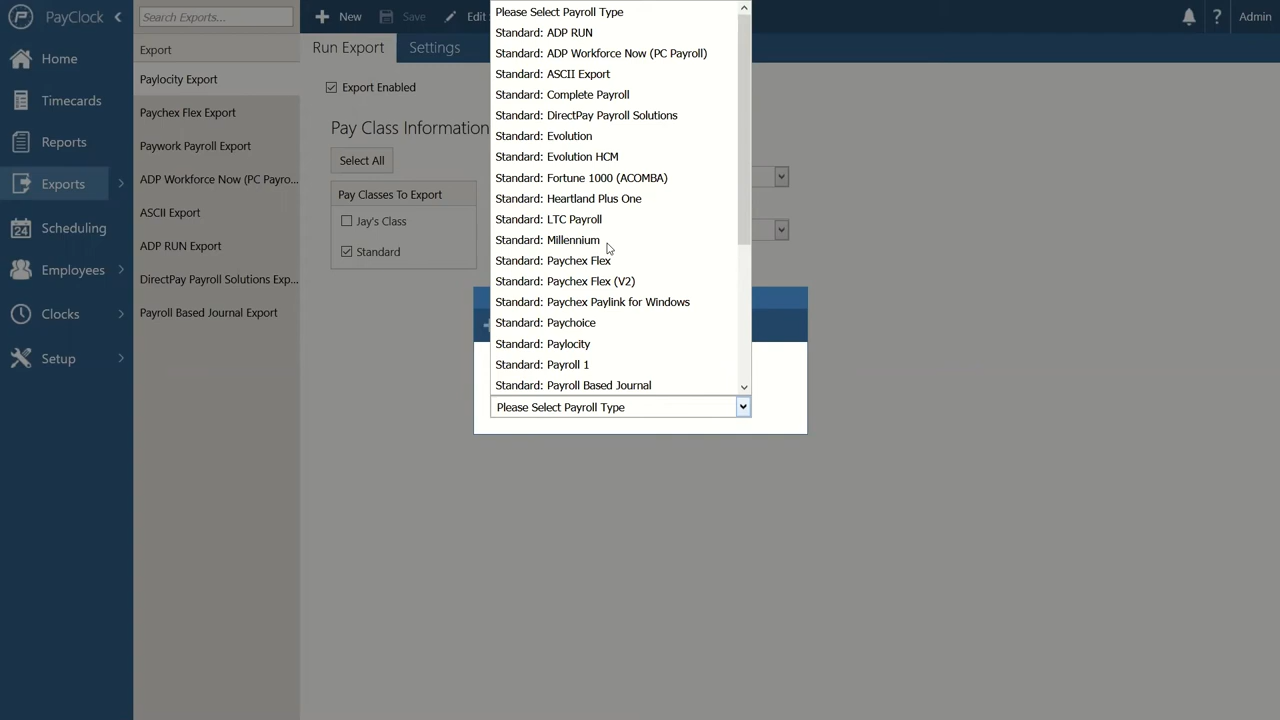 PayClock
Home
Timecards
Reports
Exports
24 Scheduling
Employees
Clocks
Setup
Search Exports...
Export
Paylocity Export
Paychex Flex Export
Paywork Payroll Export
ADP Workforce Now (PC Payro...
ASCII Export
ADP RUN Export
DirectPay Payroll Solutions Exp...
Payroll Based Journal Export
New Save Edit
? Admin
Run Export Settings
Export Enabled
Pay Class Information
Select All
Pay Classes To Export
Jay's Class
Standard
Please Select Payroll Type
Standard: ADP RUN
Standard: ADP Workforce Now (PC Payroll)
Standard: ASCII Export
Standard: Complete Payroll
Standard: DirectPay Payroll Solutions
Standard: Evolution
Standard: Evolution HCM
Standard: Fortune 1000 (ACOMBA)
Standard: Heartland Plus One
Standard: LTC Payroll
Standard: Millennium
Standard: Paychex Flex
Standard: Paychex Flex (V2)
Standard: Paychex Paylink for Windows
Standard: Paychoice
Standard: Paylocity
Standard: Payroll 1
Standard: Payroll Based Journal
Please Select Payroll Type